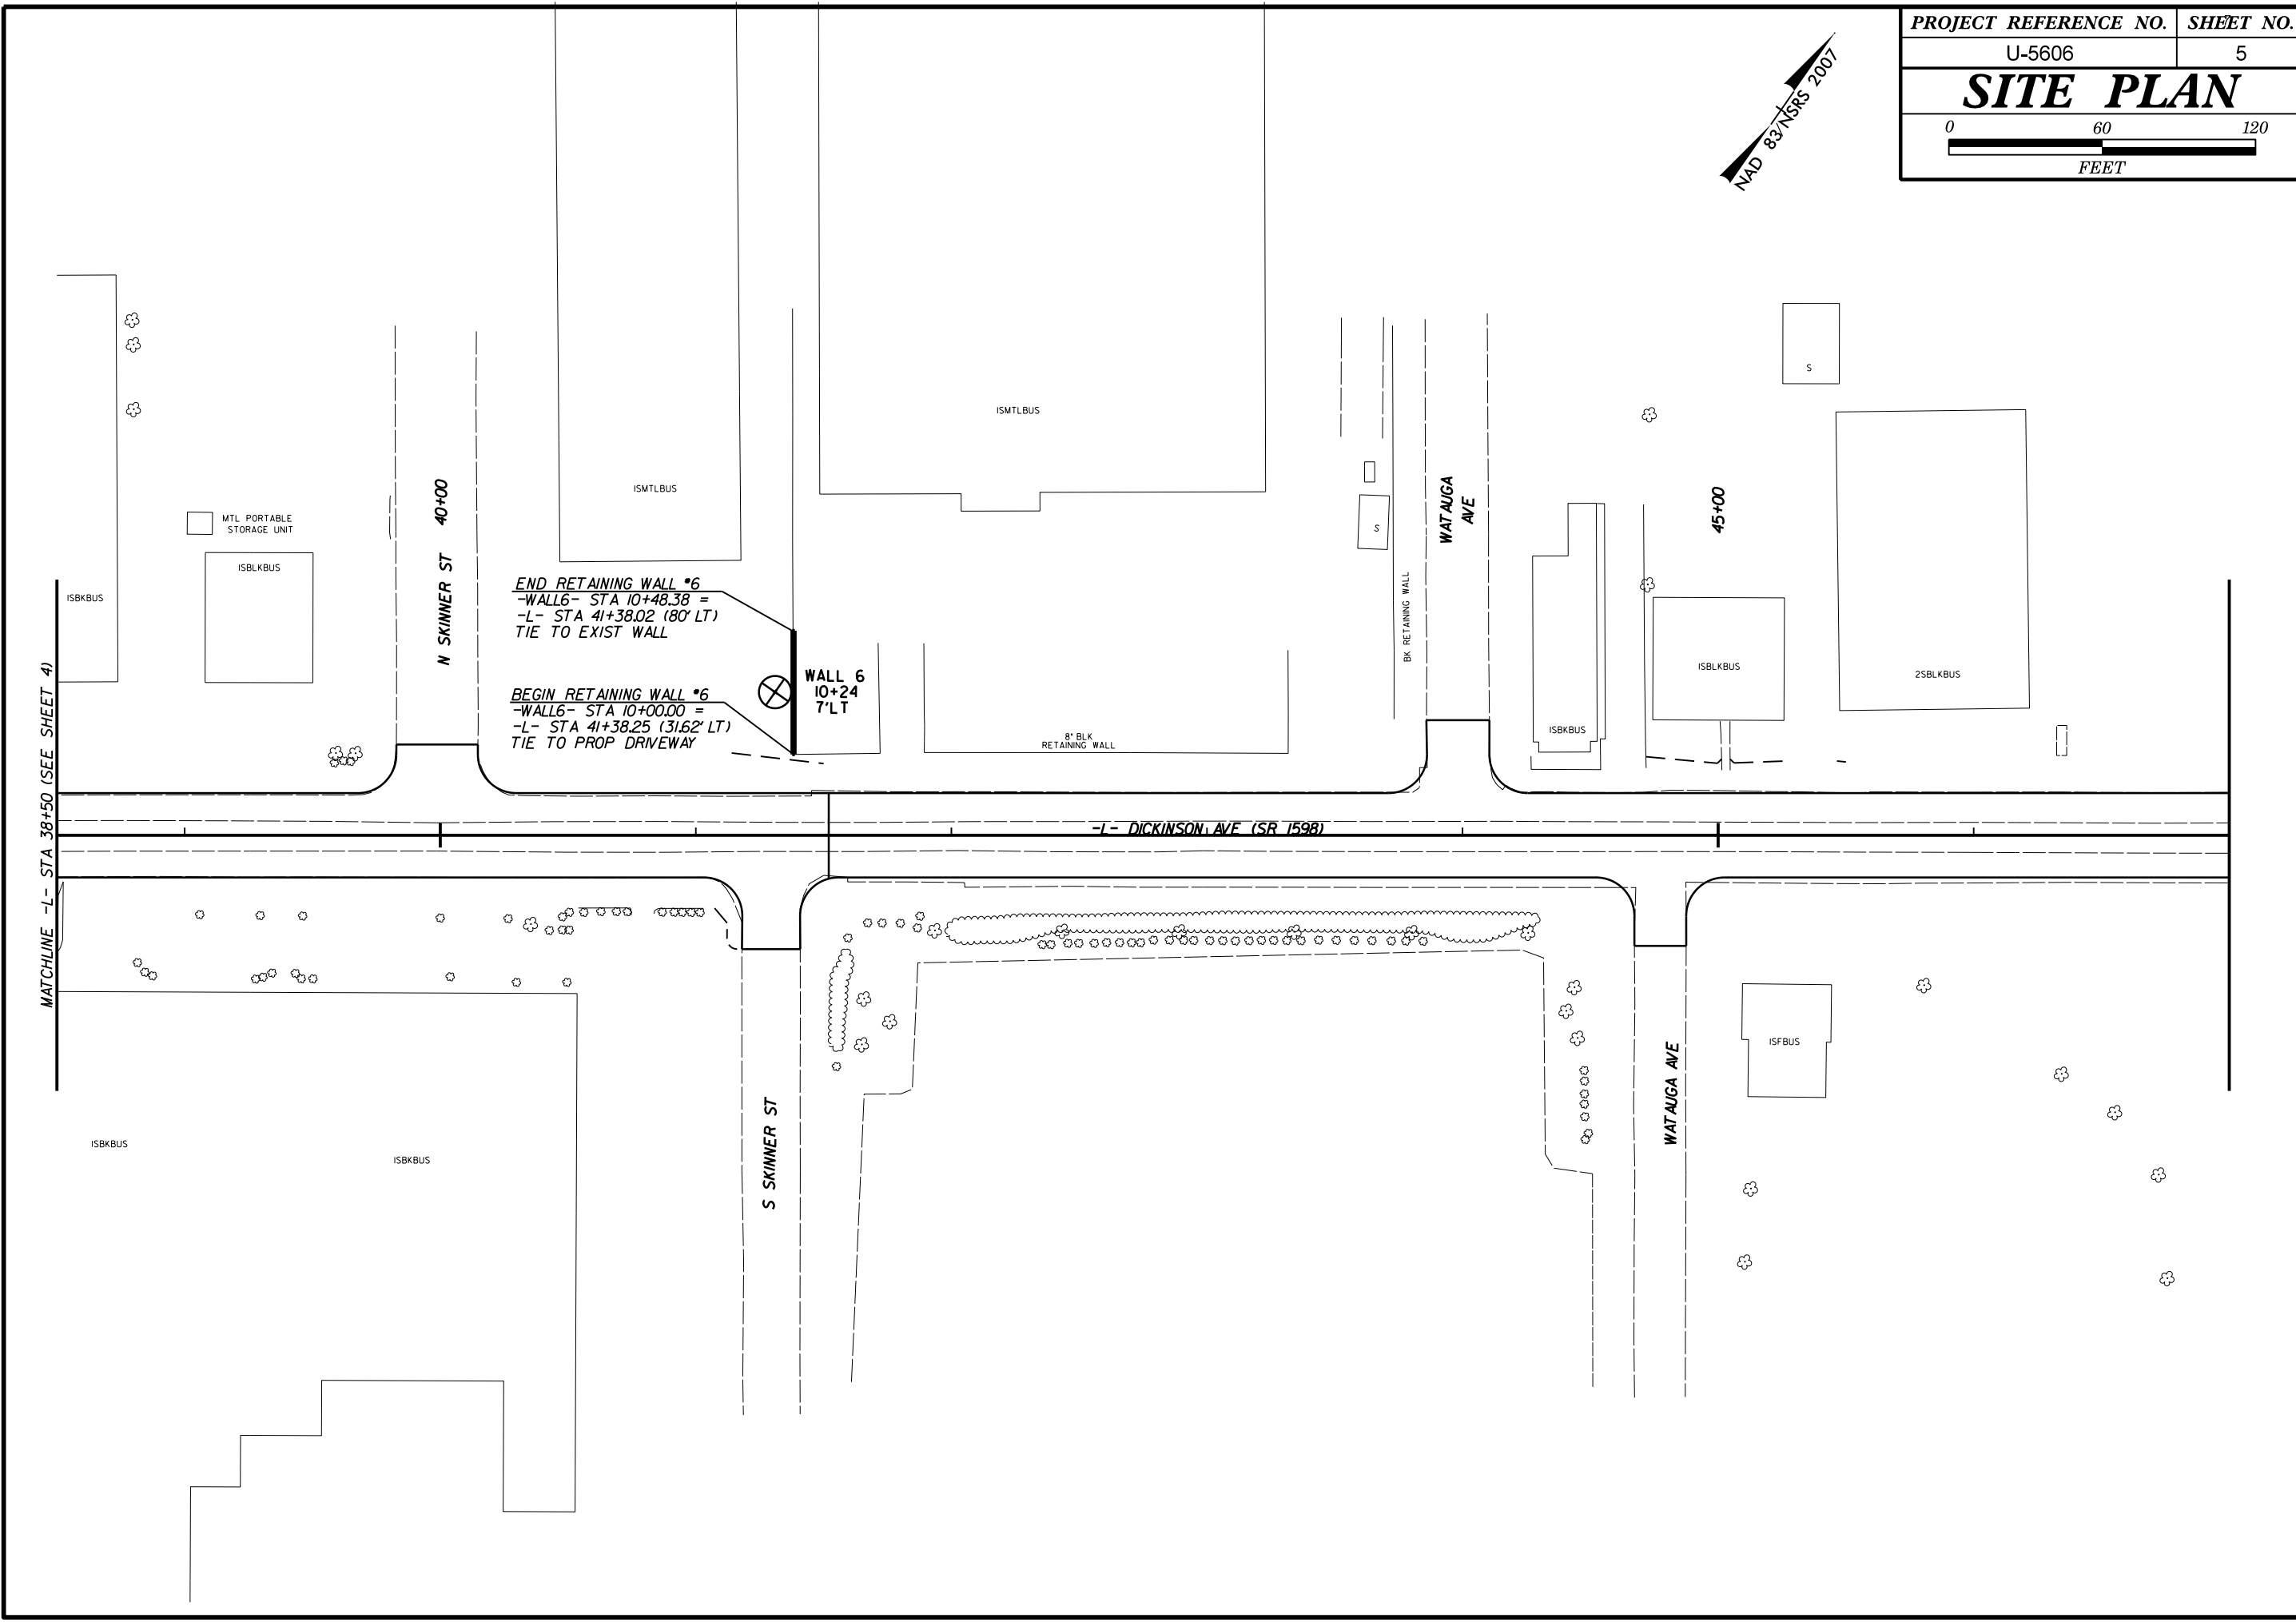 PROJECT REFERENCE NO. SHEET NO.
U-5606 5
SITE PLAN
0 60 120
FEET
NAD 83/NSRS 2007
S
ISMTLBUS
ISMTLBUS
MTL PORTABLE
STORAGE UNIT
ISBLKBUS
ISBKBUS
40+00
N SKINNER ST
WATAUGA
AVE
45+00
S
BK RETAINING WALL
END RETAINING WALL #6
-WALL6- STA 10+48.38 =
-L- STA 41+38.02 (80' LT)
TIE TO EXIST WALL
BEGIN RETAINING WALL #6
-WALL6- STA 10+00.00 =
-L- STA 41+38.25 (31.62' LT)
TIE TO PROP DRIVEWAY
WALL 6
10+24
7'LT
ISBLKBUS
2SBLKBUS
ISBKBUS
8" BLK
RETAINING WALL
MATCHLINE -L- STA 38+50 (SEE SHEET 4)
-L- DICKINSON AVE (SR 1598)
S SKINNER ST
WATAUGA AVE
ISFBUS
ISBKBUS
ISBKBUS